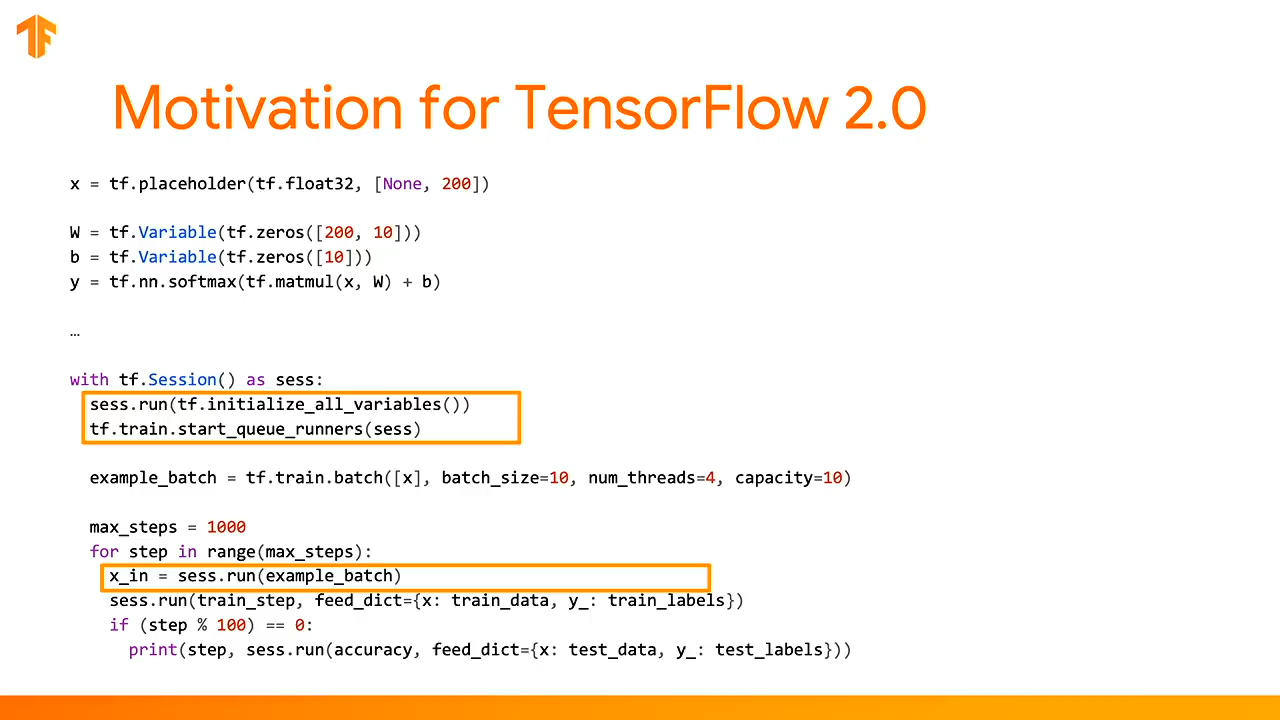 Motivation for TensorFlow 2.0
x = tf.placeholder(tf.float32, [None, 200])
W = tf.Variable(tf.zeros([200, 10]))
b = tf.Variable(tf.zeros([10]))
y = tf.nn.softmax(tf.matmul(x, W) + b)
…
with tf.Session() as sess:
sess.run(tf.initialize_all_variables())
tf.train.start_queue_runners(sess)
example_batch = tf.train.batch([x], batch_size=10, num_threads=4, capacity=10)
max_steps = 1000
for step in range(max_steps):
x_in = sess.run(example_batch)
sess.run(train_step, feed_dict={x: train_data, y_: train_labels})
if (step % 100) == 0:
print(step, sess.run(accuracy, feed_dict={x: test_data, y_: test_labels}))